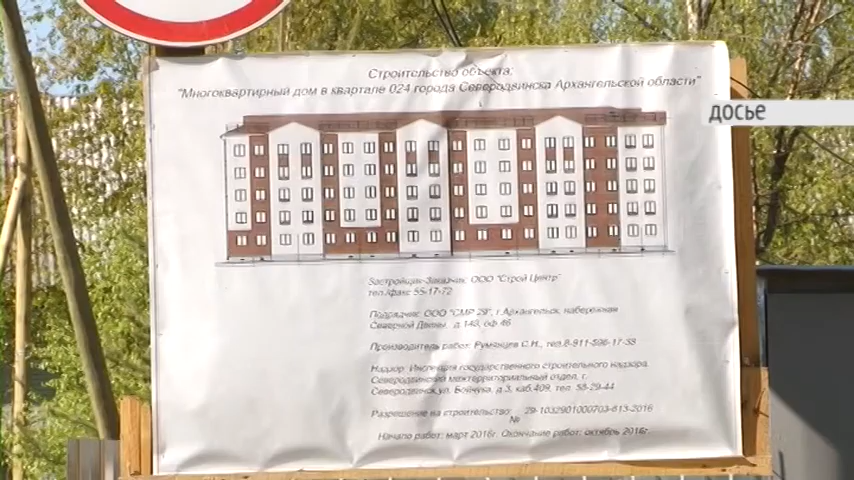 Строительство объекта:
"Многоквартирный дом в квартале 024 города Северодвинска Архангельской области"
ДОСЬЕ
Застройщик-Заказчик: ООО "Строй Центр"
тел./факс 55-17-72
Подрядчик: ООО "СМР 29", г.Архангельск, набережная
Северной Двины, д.143, оф.46
Производитель работ: Румянцев С.Н., тел.8-911-596-17-38
Надзор: Инспекция государственного строительного надзора.
Северодвинский межтерриториальный отдел, г.
Северодвинск,ул. Бойчука, д.3, каб.409, тел. 58-29-44
Разрешение на строительство: № 29-1032901000703-613-2016
Начало работ: март 2016г. Окончание работ: октябрь 2016г.